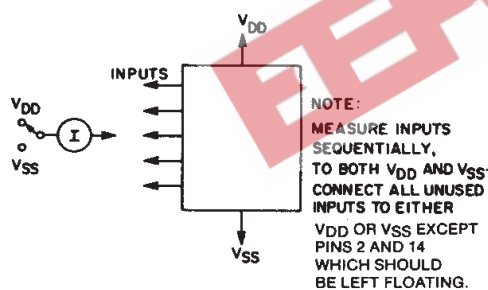 VDD
INPUTS
VDD
I
VSS
VSS
NOTE:
MEASURE INPUTS
SEQUENTIALLY,
TO BOTH VDD AND VSS.
CONNECT ALL UNUSED
INPUTS TO EITHER
VDD OR VSS EXCEPT
PINS 2 AND 14
WHICH SHOULD
BE LEFT FLOATING.